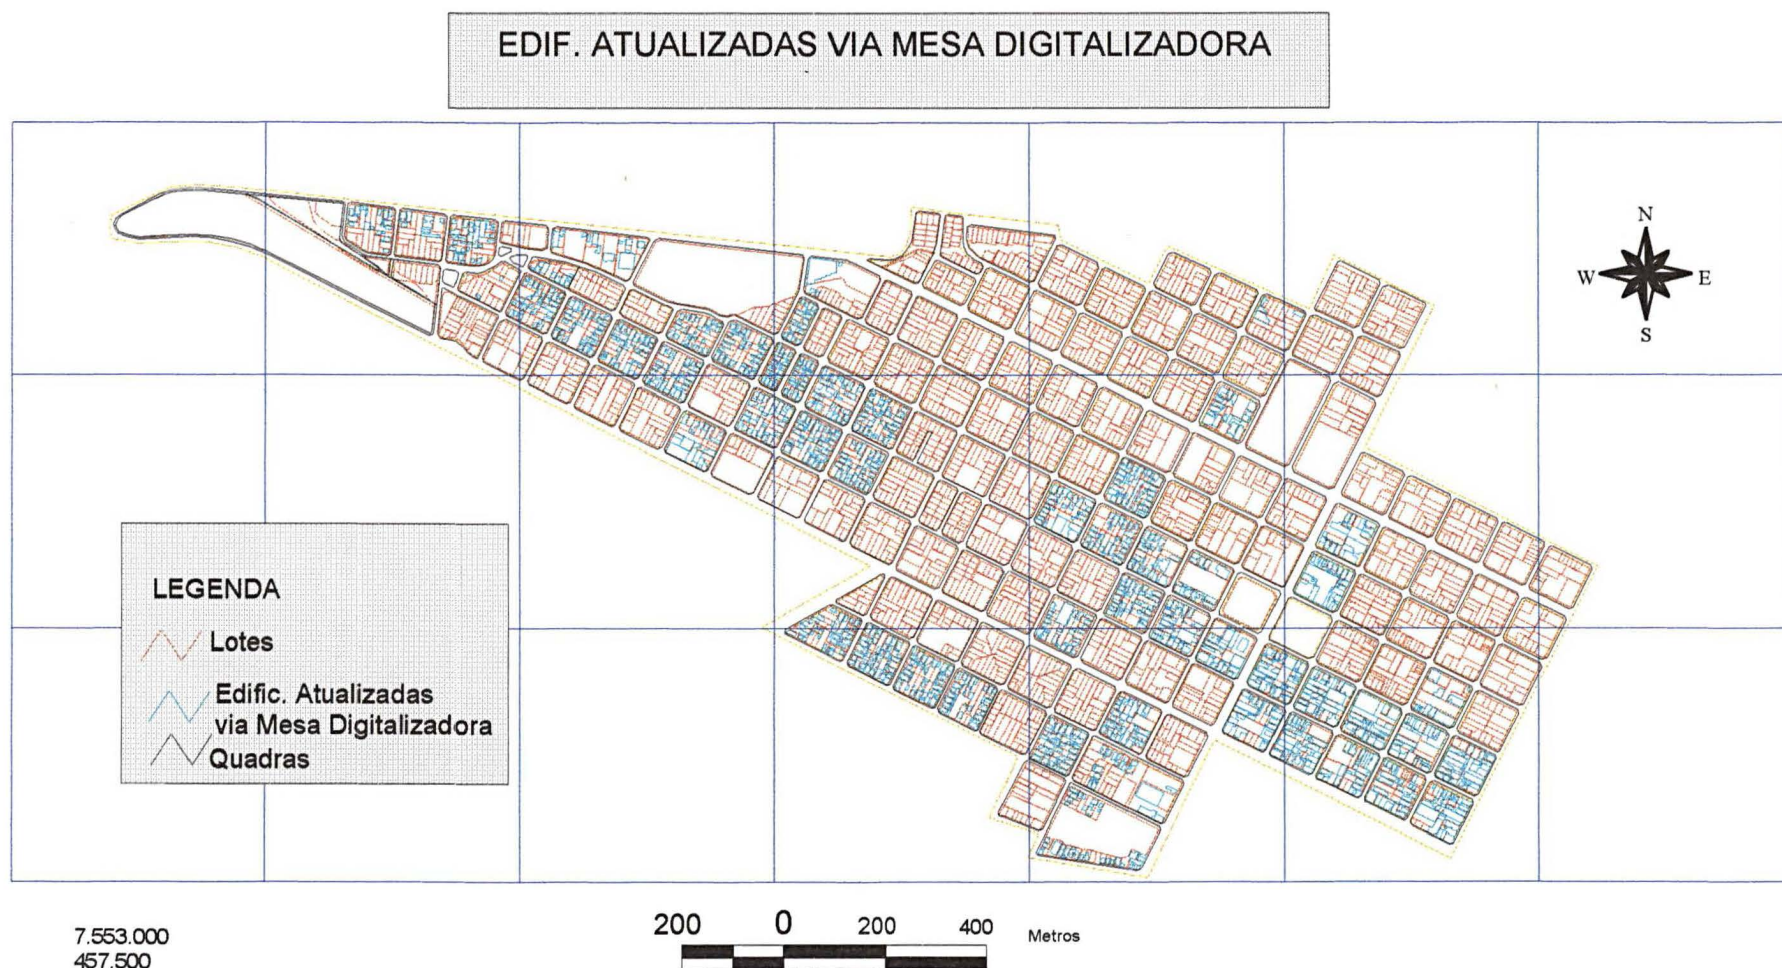 EDIF. ATUALIZADAS VIA MESA DIGITALIZADORA
N
W E
S
LEGENDA
Lotes
Edific. Atualizadas
via Mesa Digitalizadora
Quadras
200 0 200 400 Metros
7.553.000
457.500